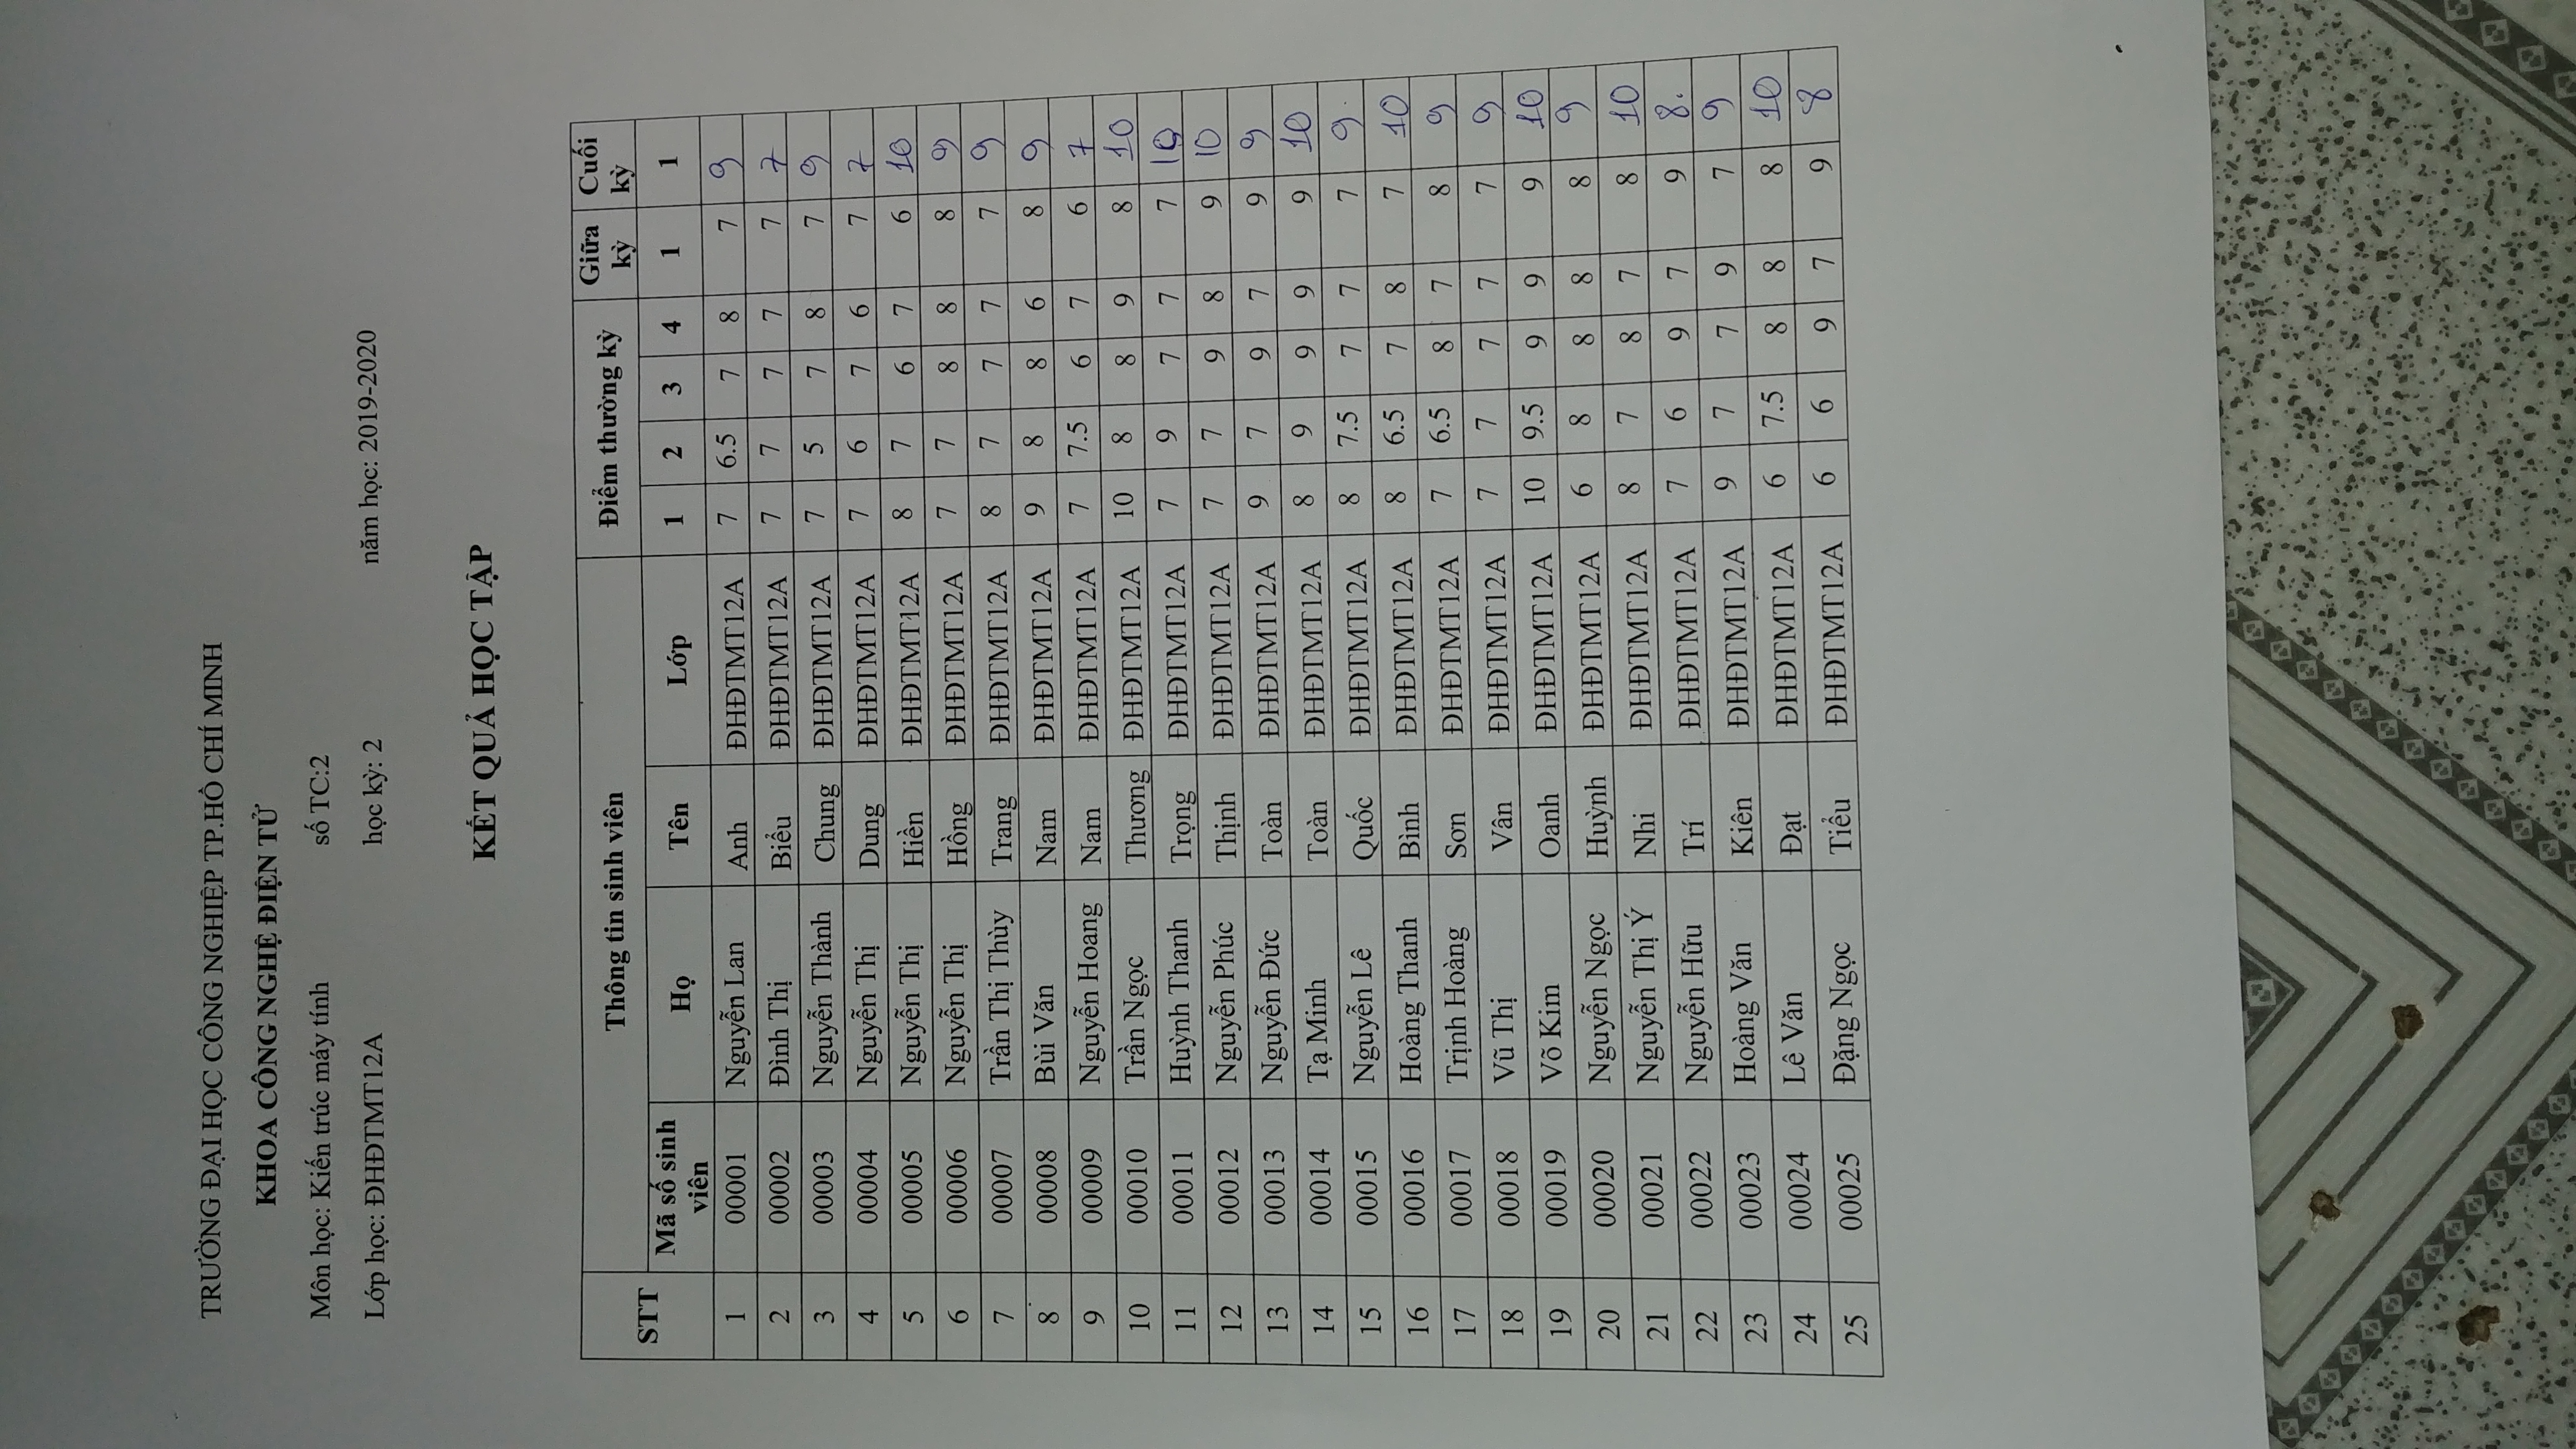 TRƯỜNG ĐẠI HỌC CÔNG NGHIỆP TP.HỒ CHÍ MINH
KHOA CÔNG NGHỆ ĐIỆN TỬ
Môn học: Kiến trúc máy tính số TC:2
Lớp học: ĐHĐTMT12A học kỳ: 2 năm học: 2019-2020
KẾT QUẢ HỌC TẬP
STT Thông tin sinh viên Điểm thường kỳ Giữa kỳ Cuối kỳ
Mã số sinh viên Họ Tên Lớp 1 2 3 4 1 1
1 00001 Nguyễn Lan Anh ĐHĐTMT12A 7 6.5 7 8 7 9
2 00002 Đình Thị Biểu ĐHĐTMT12A 7 7 7 7 7 7
3 00003 Nguyễn Thành Chung ĐHĐTMT12A 7 5 7 8 7 9
4 00004 Nguyễn Thị Dung ĐHĐTMT12A 7 6 7 6 7 7
5 00005 Nguyễn Thị Hiền ĐHĐTMT12A 8 7 6 7 6 10
6 00006 Nguyễn Thị Hồng ĐHĐTMT12A 7 7 8 8 8 9
7 00007 Trần Thị Thùy Trang ĐHĐTMT12A 8 7 7 7 7 9
8 00008 Bùi Văn Nam ĐHĐTMT12A 9 8 8 6 8 9
9 00009 Nguyễn Hoang Nam ĐHĐTMT12A 7 7.5 6 7 6 7
10 00010 Trần Ngọc Thương ĐHĐTMT12A 10 8 8 9 8 10
11 00011 Huỳnh Thanh Trọng ĐHĐTMT12A 7 9 7 7 7 10
12 00012 Nguyễn Phúc Thịnh ĐHĐTMT12A 7 7 9 8 9 10
13 00013 Nguyễn Đức Toàn ĐHĐTMT12A 9 7 9 7 9 9
14 00014 Tạ Minh Toàn ĐHĐTMT12A 8 9 9 9 9 10
15 00015 Nguyễn Lê Quốc ĐHĐTMT12A 8 7.5 7 7 7 9.
16 00016 Hoàng Thanh Bình ĐHĐTMT12A 8 6.5 7 8 7 10
17 00017 Trịnh Hoàng Sơn ĐHĐTMT12A 7 6.5 8 7 8 9
18 00018 Vũ Thị Vân ĐHĐTMT12A 7 7 7 7 7 9
19 00019 Võ Kim Oanh ĐHĐTMT12A 10 9.5 9 9 9 10
20 00020 Nguyễn Ngọc Huỳnh ĐHĐTMT12A 6 8 8 8 8 9
21 00021 Nguyễn Thị Ý Nhi ĐHĐTMT12A 8 7 8 7 8 10
22 00022 Nguyễn Hữu Trí ĐHĐTMT12A 7 6 9 7 9 8.
23 00023 Hoàng Văn Kiên ĐHĐTMT12A 9 7 7 9 7 9
24 00024 Lê Văn Đạt ĐHĐTMT12A 6 7.5 8 8 8 10
25 00025 Đặng Ngọc Tiểu ĐHĐTMT12A 6 6 9 7 9 8